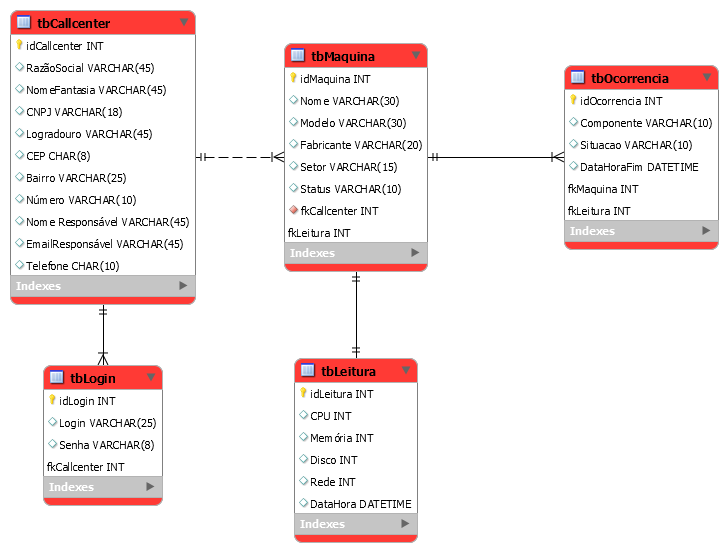 tbCallcenter
idCallcenter INT
RazãoSocial VARCHAR(45)
NomeFantasia VARCHAR(45)
CNPJ VARCHAR(18)
Logradouro VARCHAR(45)
CEP CHAR(8)
Bairro VARCHAR(25)
Número VARCHAR(10)
Nome Responsável VARCHAR(45)
EmailResponsável VARCHAR(45)
Telefone CHAR(10)
Indexes
tbMaquina
idMaquina INT
Nome VARCHAR(30)
Modelo VARCHAR(30)
Fabricante VARCHAR(20)
Setor VARCHAR(15)
Status VARCHAR(10)
fkCallcenter INT
fkLeitura INT
Indexes
tbOcorrencia
idOcorrencia INT
Componente VARCHAR(10)
Situacao VARCHAR(10)
DataHoraFim DATETIME
fkMaquina INT
fkLeitura INT
Indexes
tbLogin
idLogin INT
Login VARCHAR(25)
Senha VARCHAR(8)
fkCallcenter INT
Indexes
tbLeitura
idLeitura INT
CPU INT
Memória INT
Disco INT
Rede INT
DataHora DATETIME
Indexes